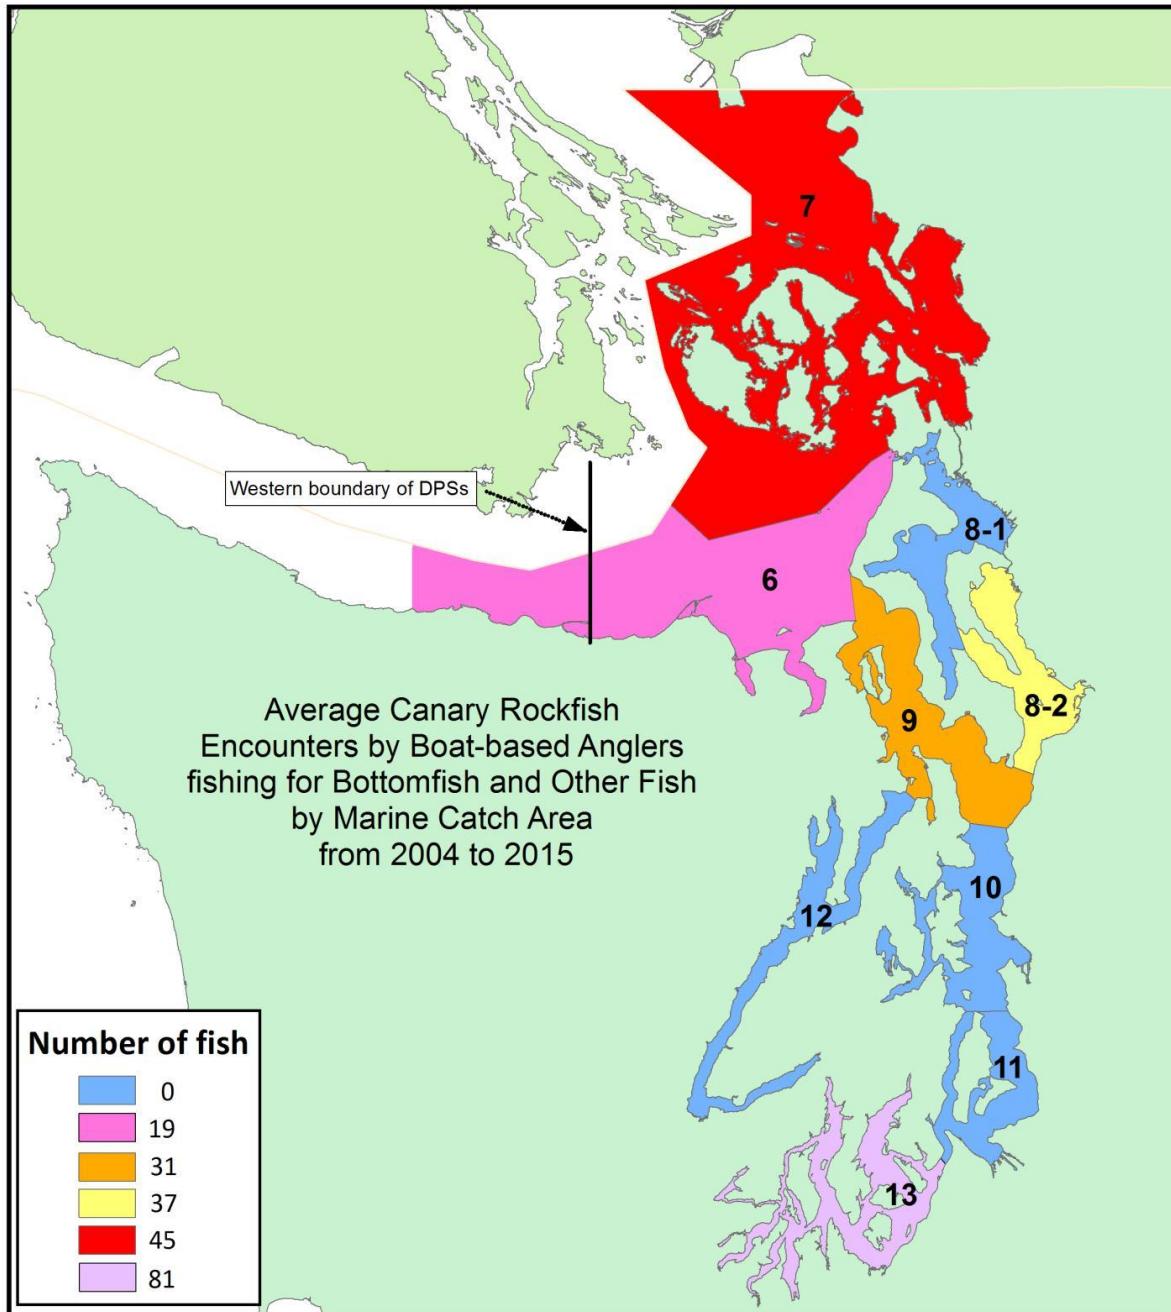 7
Western boundary of DPSs
8-1
6
8-2
9
Average Canary Rockfish
Encounters by Boat-based Anglers
fishing for Bottomfish and Other Fish
by Marine Catch Area
from 2004 to 2015
10
12
11
13
Number of fish
0
19
31
37
45
81